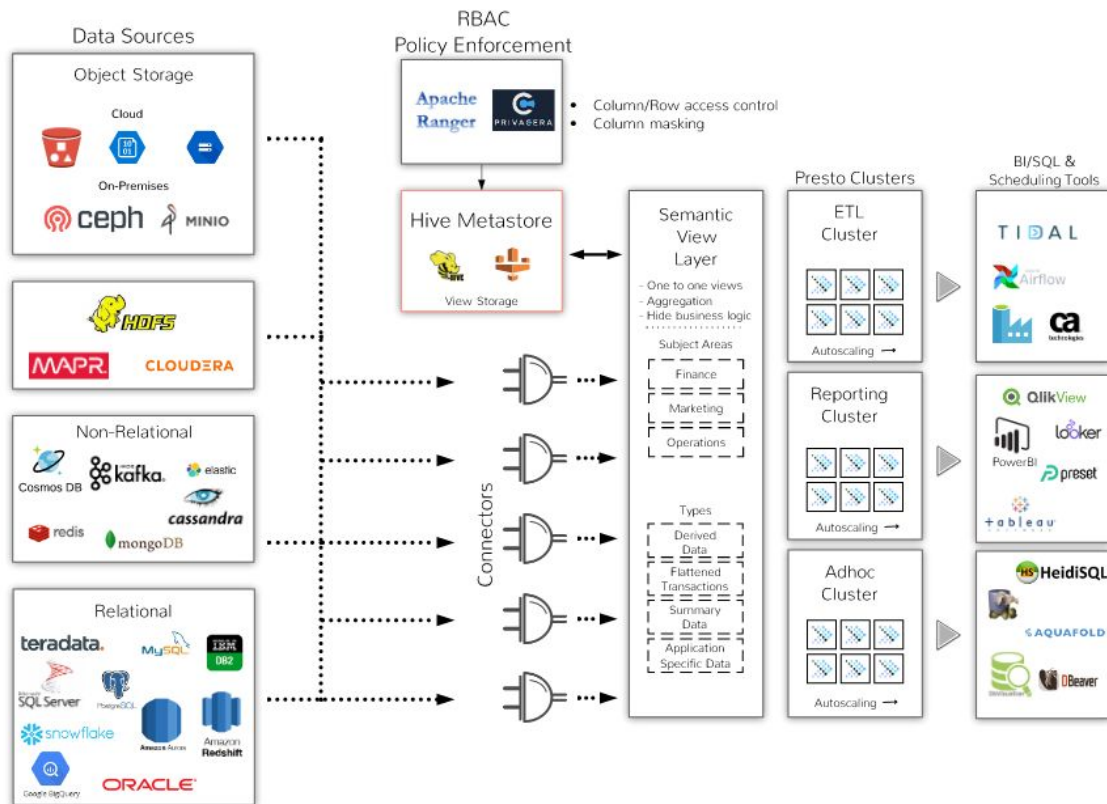 Data Sources
Object Storage
Cloud
10
01
On-Premises
ceph
MINIO
HDFS
MAPR
CLOUDERA
Non-Relational
Cosmos DB
kafka
elastic
cassandra
redis
mongoDB
Relational
teradata.
MySQL
IBM
DB2
SQL Server
PostgreSQL
Amazon Aurora
Amazon
Redshift
snowflake
Google BigQuery
ORACLE
RBAC
Policy Enforcement
Apache
Ranger
PRIVACERA
• Column/Row access control
• Column masking
Hive Metastore
HIVE
View Storage
Connectors
Semantic
View
Layer
- One to one views
- Aggregation
- Hide business logic
Subject Areas
Finance
Marketing
Operations
Types
Derived
Data
Flattened
Transactions
Summary
Data
Application
Specific Data
Presto Clusters
ETL
Cluster
Autoscaling →
Reporting
Cluster
Autoscaling →
Adhoc
Cluster
Autoscaling →
BI/SQL &
Scheduling Tools
TIDAL
Airflow
ca
technologies
QlikView
looker
PowerBI
preset
tableau
HS HeidiSQL
AQUAFOLD
DBeaver